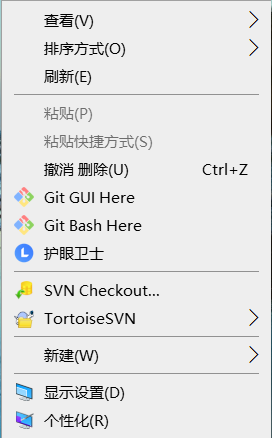 查看(V)
排序方式(O)
刷新(E)
粘贴(P)
粘贴快捷方式(S)
撤消 删除(U) Ctrl+Z
Git GUI Here
Git Bash Here
护眼卫士
SVN Checkout...
TortoiseSVN
新建(W)
显示设置(D)
个性化(R)